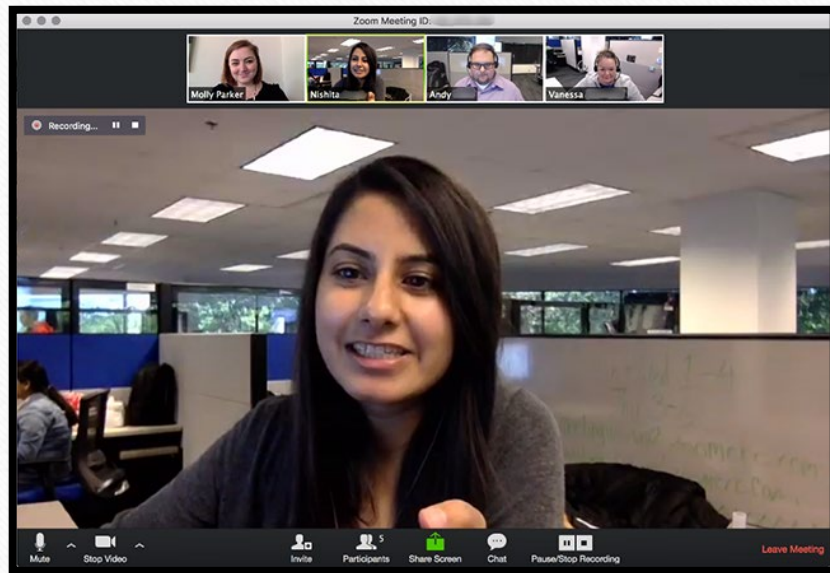 Zoom Meeting ID:
Molly Parker
Nishita
Andy
Vanessa
Recording...
5
Mute
Stop Video
Invite
Participants
Share Screen
Chat
Pause/Stop Recording
Leave Meeting